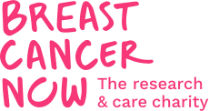 BREAST
CANCER
NOW
The research
& care charity